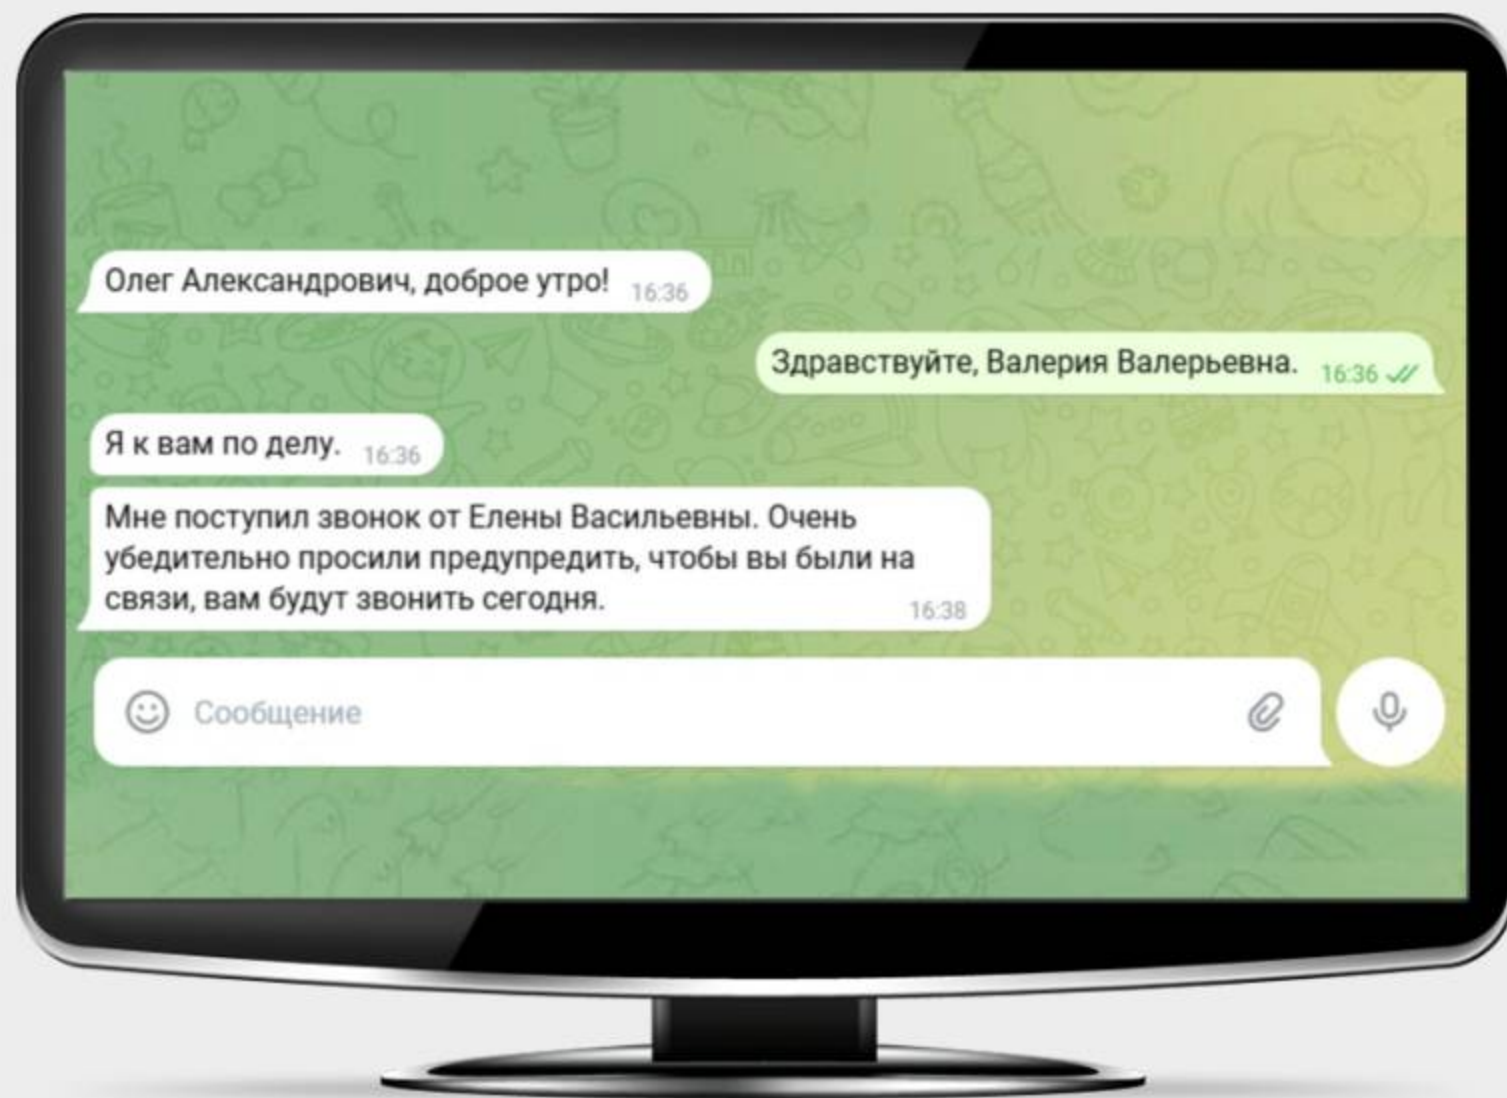 Олег Александрович, доброе утро! 16:36
Здравствуйте, Валерия Валерьевна. 16:36
Я к вам по делу. 16:36
Мне поступил звонок от Елены Васильевны. Очень
убедительно просили предупредить, чтобы вы были на
связи, вам будут звонить сегодня. 16:38
Сообщение